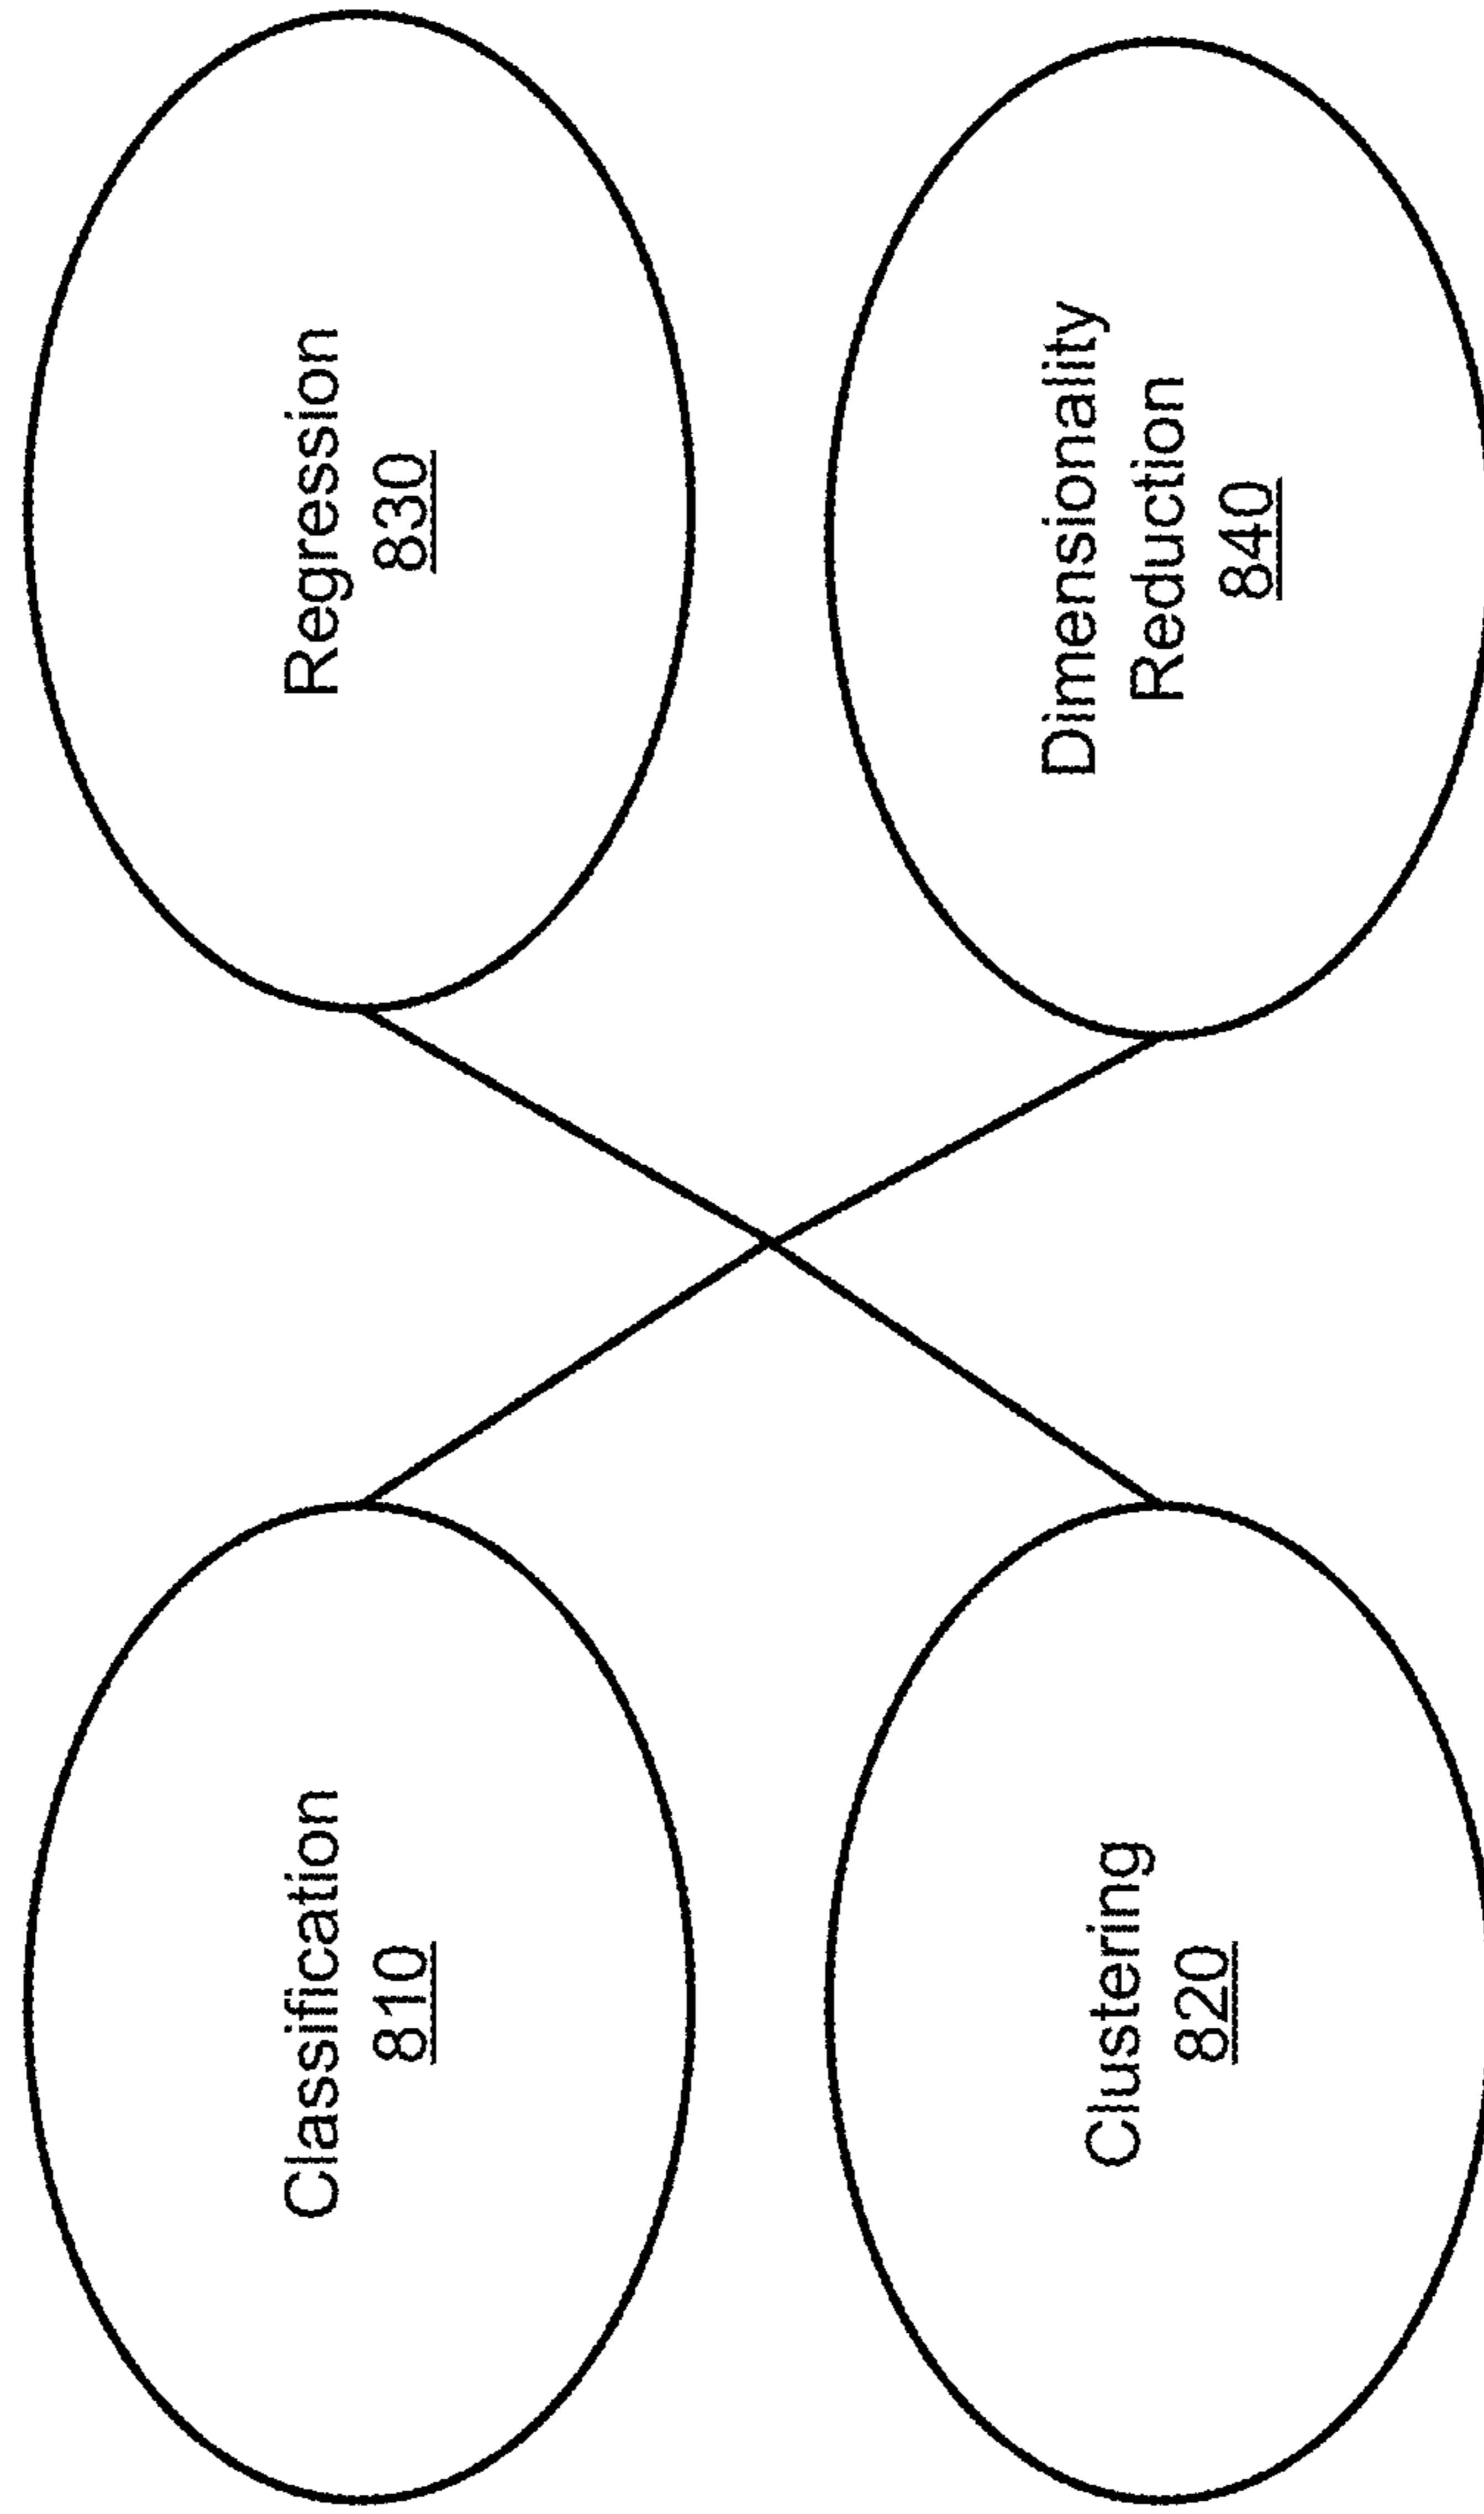 Classification
810
Regression
830
Clustering
820
Dimensionality
Reduction
840